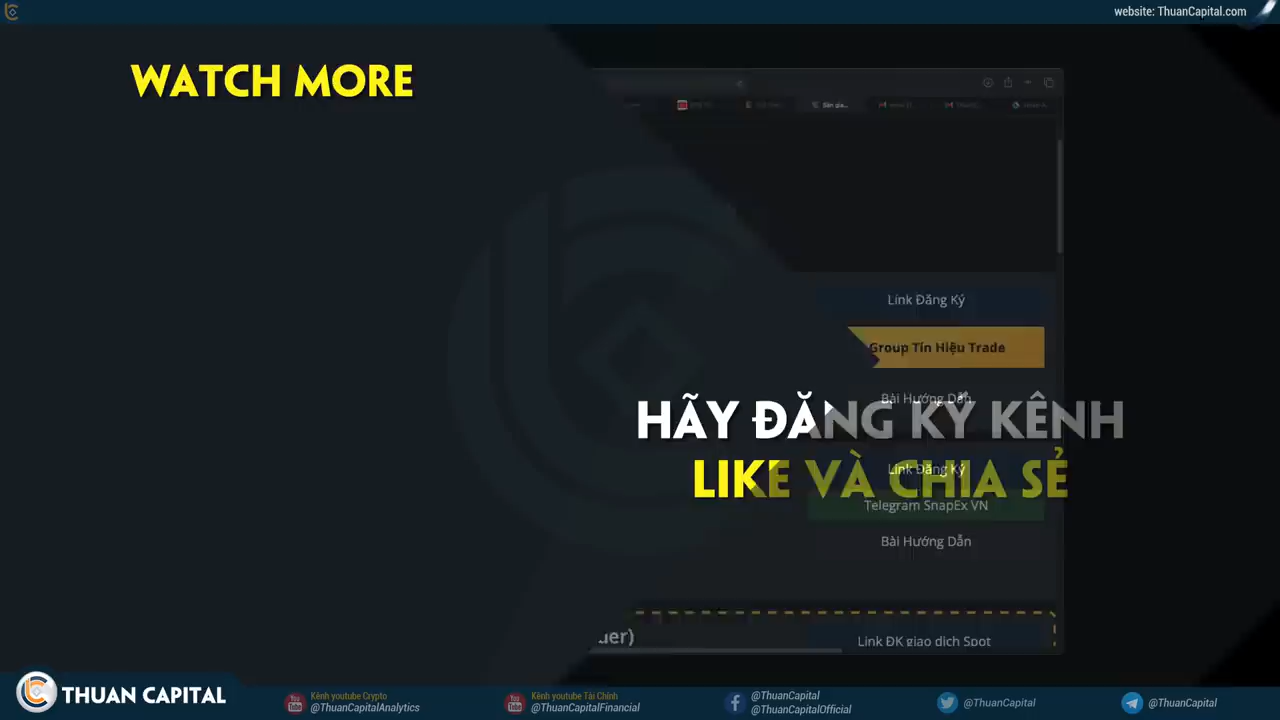 website: ThuanCapital.com
WATCH MORE
Link Đăng Ký
Group Tín Hiệu Trade
Bài Hướng Dẫn
HÃY ĐĂNG KÝ KÊNH
Link Đăng Ký
LIKE VÀ CHIA SẺ
Telegram SnapEx VN
Bài Hướng Dẫn
Link ĐK giao dịch Spot
THUAN CAPITAL
Kênh youtube Crypto
@ThuanCapitalAnalytics
Kênh youtube Tài Chính
@ThuanCapitalFinancial
@ThuanCapital
@ThuanCapitalOfficial
@ThuanCapital
@ThuanCapital